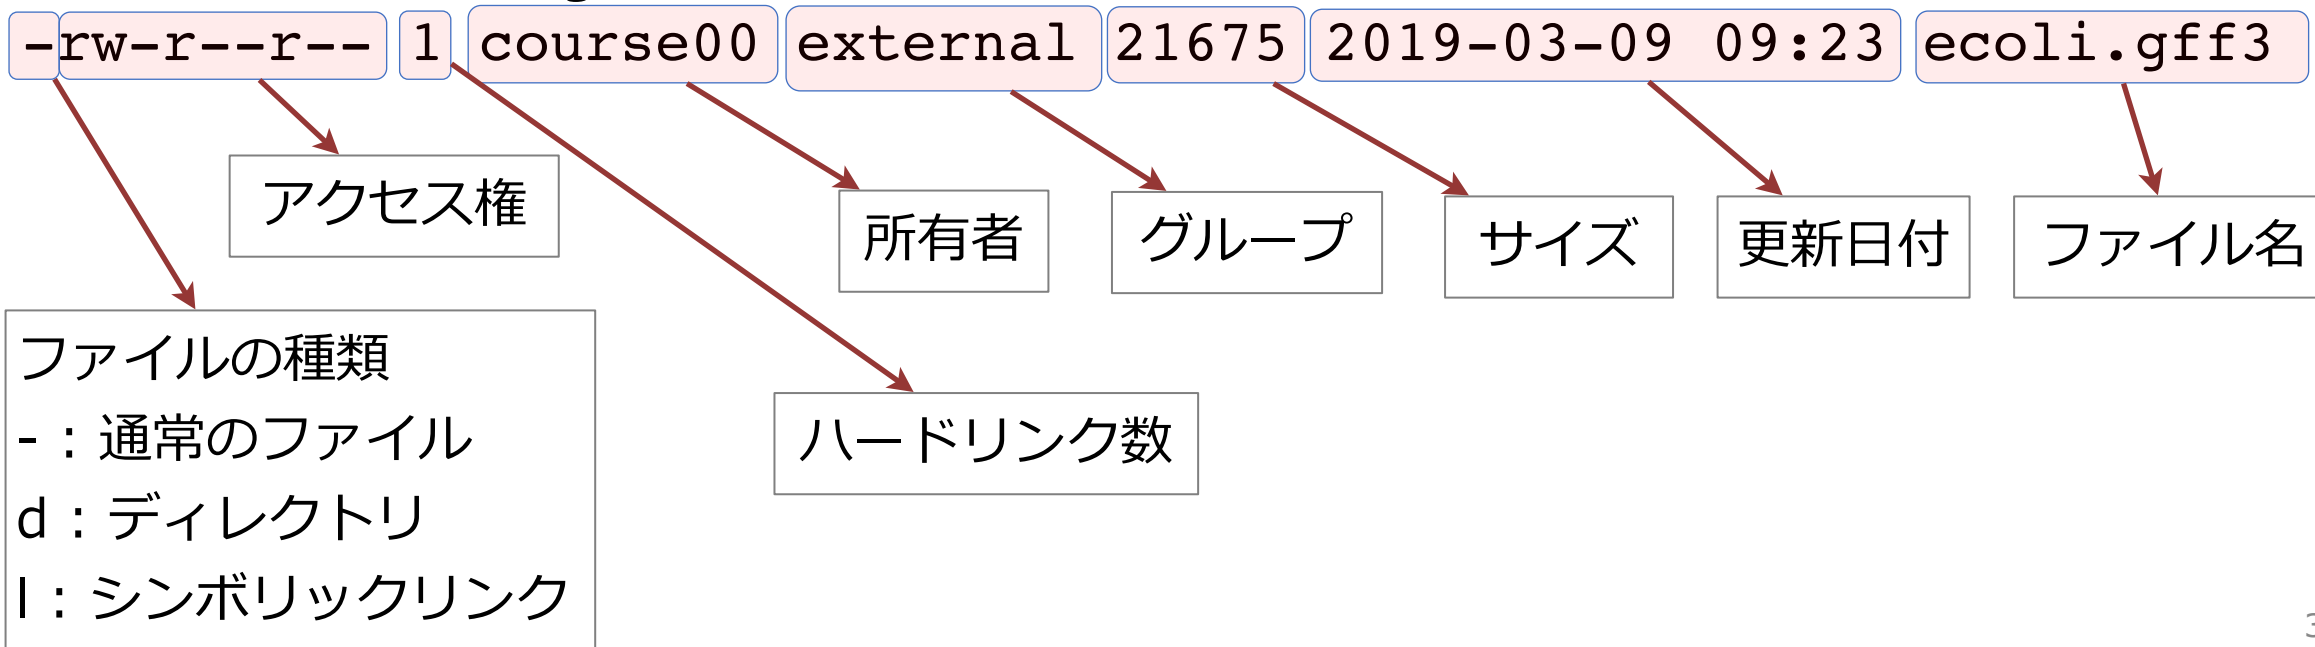 -rw-r--r-- 1 course00 external 21675 2019-03-09 09:23 ecoli.gff3
アクセス権
所有者
グループ
サイズ
更新日付
ファイル名
ファイルの種類
- : 通常のファイル
d : ディレクトリ
l : シンボリックリンク
ハードリンク数